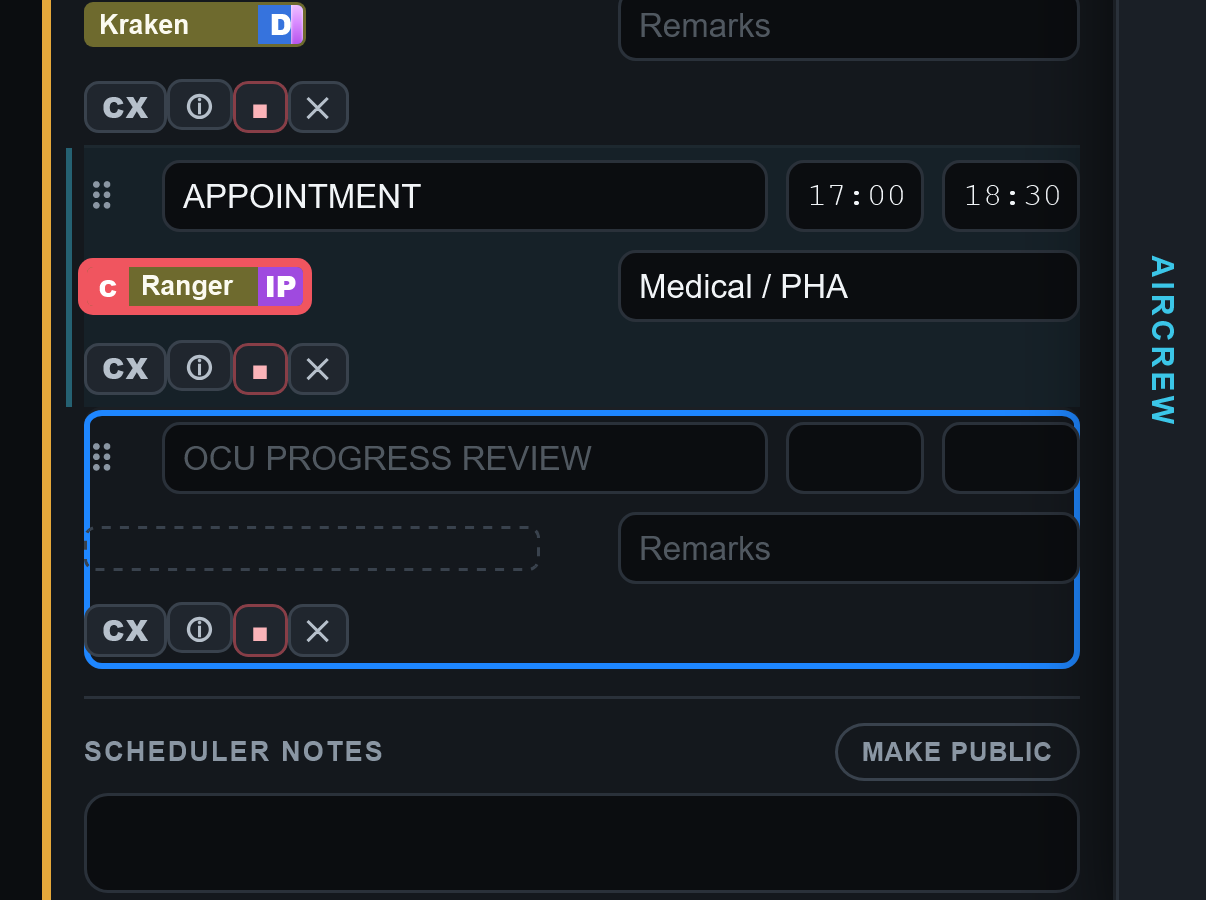 Kraken D
Remarks
CX
APPOINTMENT 17:00 18:30
C Ranger IP
Medical / PHA
CX
OCU PROGRESS REVIEW
Remarks
CX
SCHEDULER NOTES
MAKE PUBLIC
AIRCREW